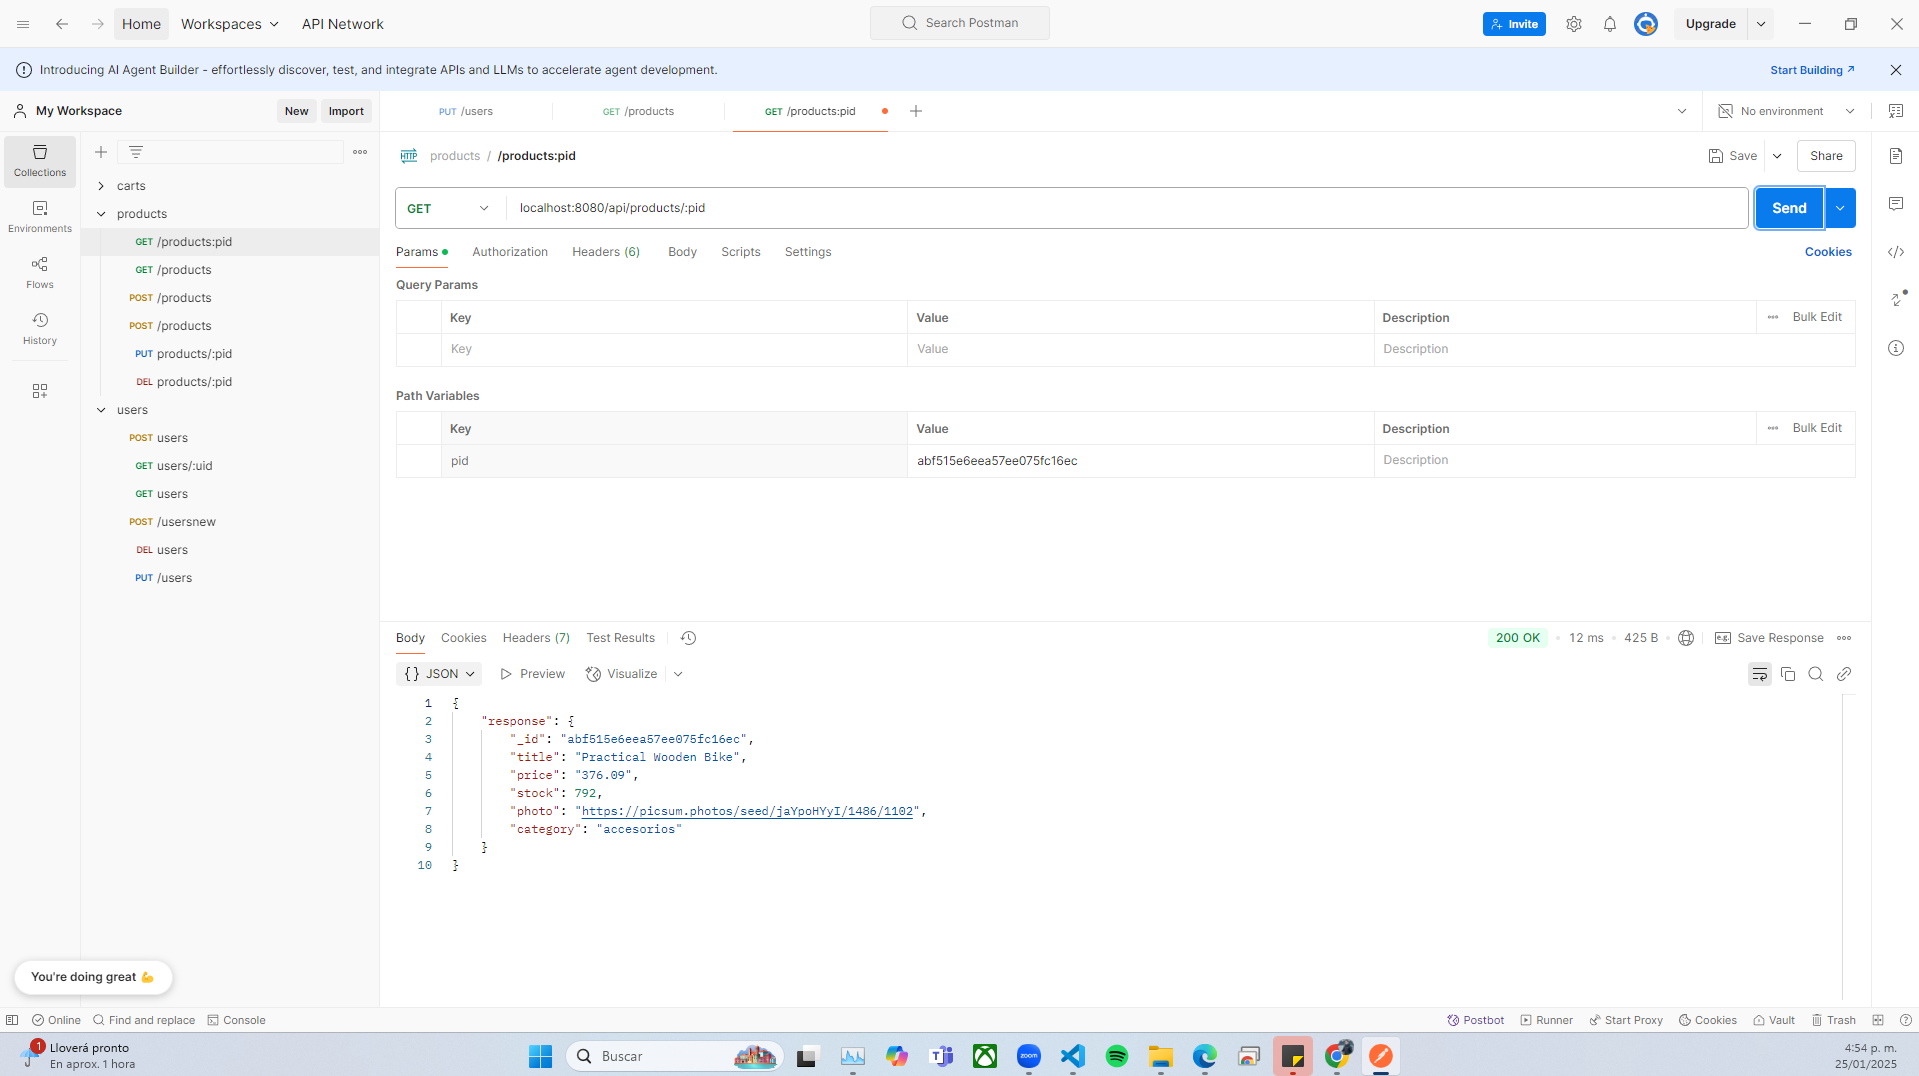 Home
Workspaces
API Network
Search Postman
Invite
Upgrade
Introducing AI Agent Builder - effortlessly discover, test, and integrate APIs and LLMs to accelerate agent development.
Start Building
My Workspace
New
Import
PUT /users
GET /products
GET /products:pid
No environment
Collections
Environments
Flows
History
carts
products
GET /products:pid
GET /products
POST /products
POST /products
PUT products/:pid
DEL products/:pid
users
POST users
GET users/:uid
GET users
POST /usersnew
DEL users
PUT /users
HTTP products / /products:pid
Save
Share
GET
localhost:8080/api/products/:pid
Send
Params
Authorization
Headers (6)
Body
Scripts
Settings
Cookies
Query Params
Key Value Description Bulk Edit
Key Value Description
Path Variables
Key Value Description Bulk Edit
pid abf515e6eea57ee075fc16ec Description
Body
Cookies
Headers (7)
Test Results
200 OK
12 ms
425 B
e.g. Save Response
{} JSON
Preview
Visualize
1 {
2 "response": {
3 "_id": "abf515e6eea57ee075fc16ec",
4 "title": "Practical Wooden Bike",
5 "price": "376.09",
6 "stock": 792,
7 "photo": "https://picsum.photos/seed/jaYpoHYyI/1486/1102",
8 "category": "accesorios"
9 }
10 }
You're doing great 💪
Online
Find and replace
Console
Postbot
Runner
Start Proxy
Cookies
Vault
Trash
1
Lloverá pronto
En aprox. 1 hora
Buscar
zoom
4:54 p. m.
25/01/2025